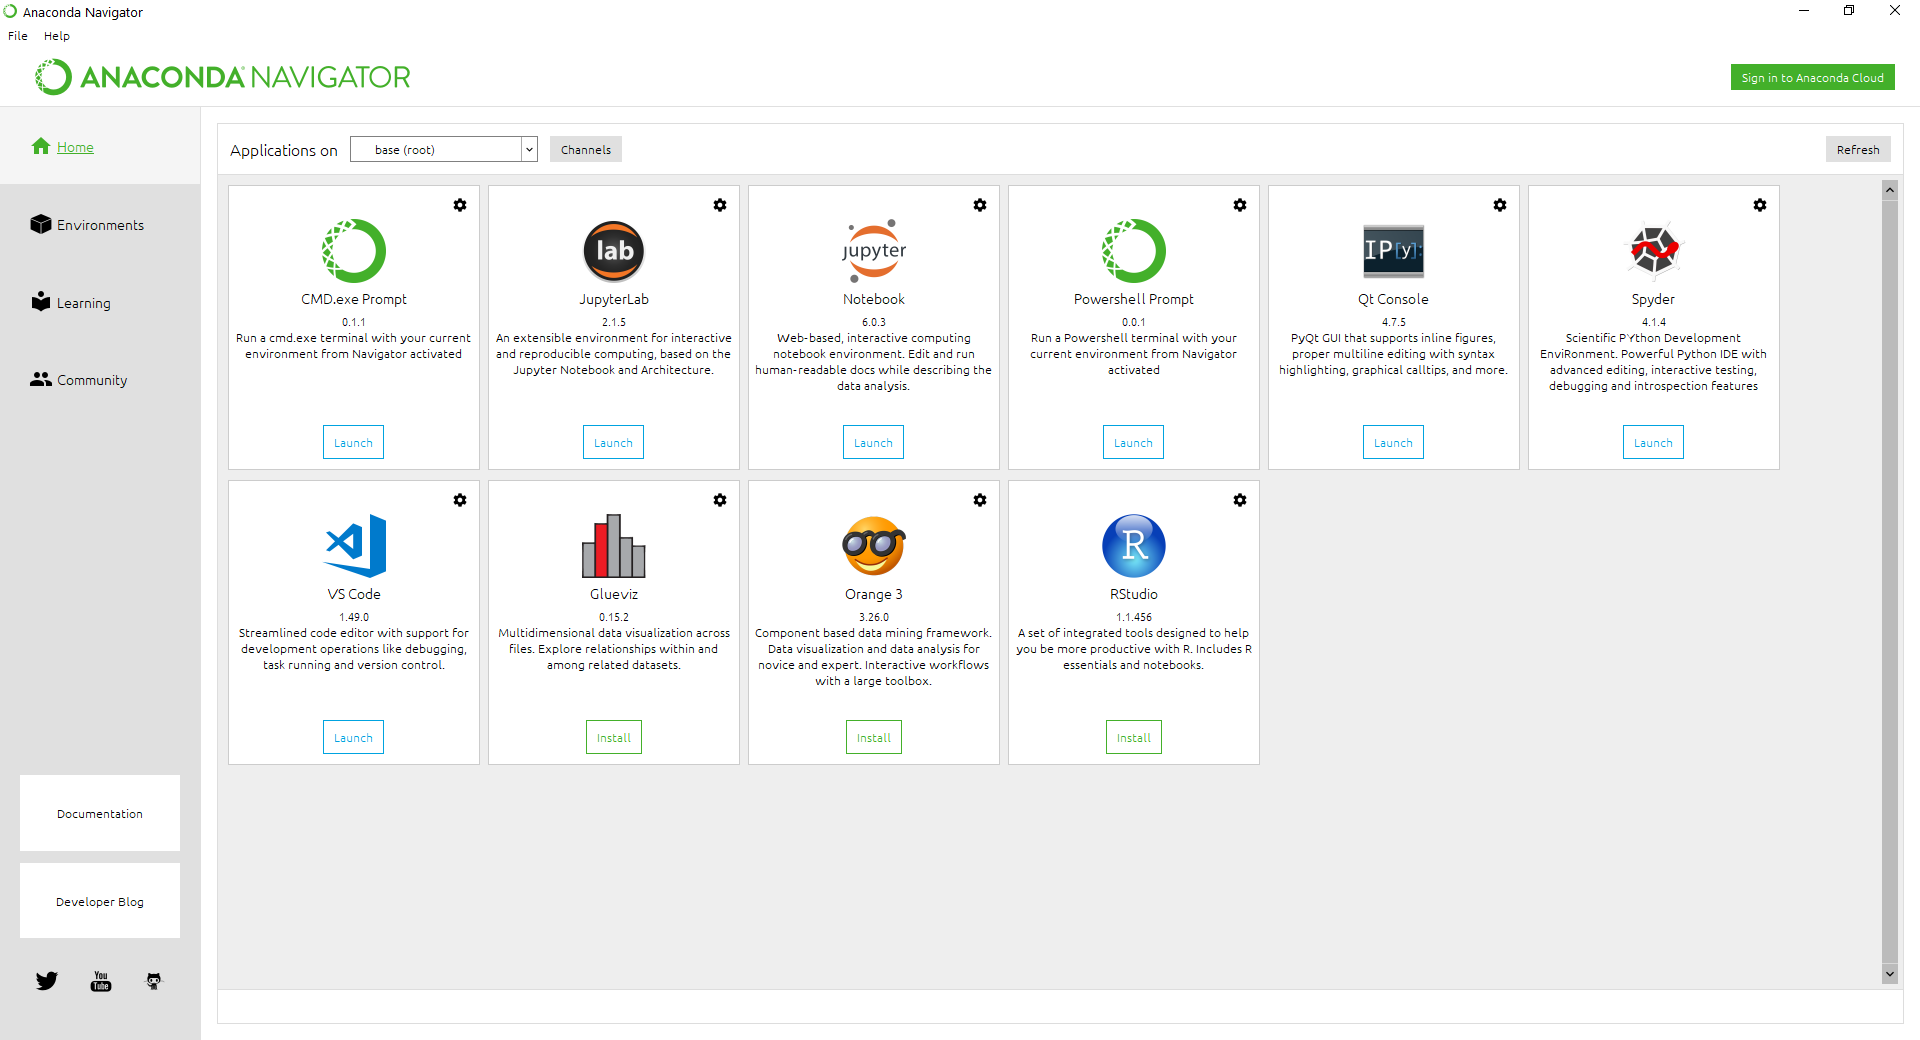 Anaconda Navigator
File Help
ANACONDA NAVIGATOR
Sign in to Anaconda Cloud
Home
Environments
Learning
Community
Documentation
Developer Blog
You
Tube
Applications on
base (root)
Channels
Refresh
CMD.exe Prompt
0.1.1
Run a cmd.exe terminal with your current
environment from Navigator activated
Launch
lab
JupyterLab
2.1.5
An extensible environment for interactive
and reproducible computing, based on the
Jupyter Notebook and Architecture.
Launch
jupyter
Notebook
6.0.3
Web-based, interactive computing
notebook environment. Edit and run
human-readable docs while describing the
data analysis.
Launch
Powershell Prompt
0.0.1
Run a Powershell terminal with your
current environment from Navigator
activated
Launch
IP[y]:
Qt Console
4.7.5
PyQt GUI that supports inline figures,
proper multiline editing with syntax
highlighting, graphical calltips, and more.
Launch
Spyder
4.1.4
Scientific PYthon Development
EnviRonment. Powerful Python IDE with
advanced editing, interactive testing,
debugging and introspection features
Launch
VS Code
1.49.0
Streamlined code editor with support for
development operations like debugging,
task running and version control.
Launch
Glueviz
0.15.2
Multidimensional data visualization across
files. Explore relationships within and
among related datasets.
Install
Orange 3
3.26.0
Component based data mining framework.
Data visualization and data analysis for
novice and expert. Interactive workflows
with a large toolbox.
Install
R
RStudio
1.1.456
A set of integrated tools designed to help
you be more productive with R. Includes R
essentials and notebooks.
Install